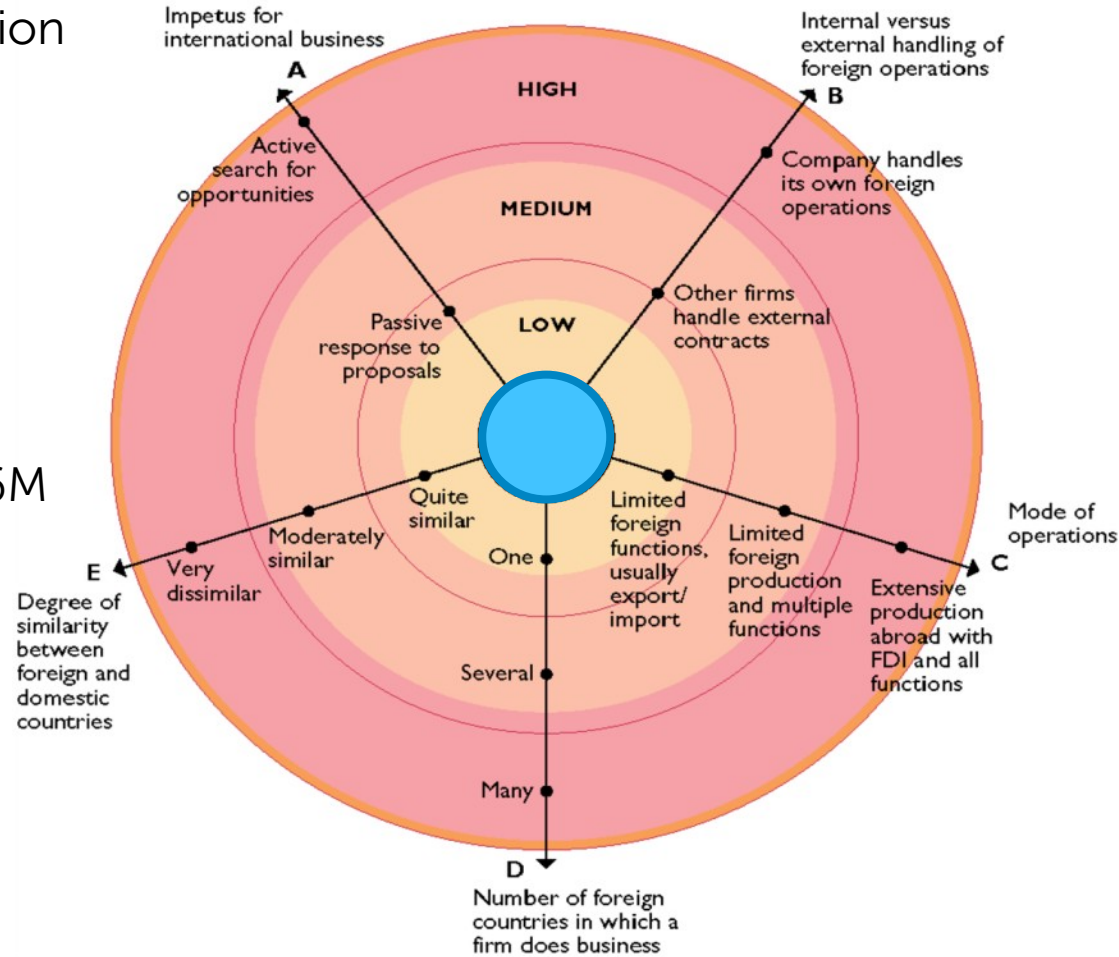 tion
Impetus for
international business
A
Internal versus
external handling of
foreign operations
B
HIGH
Active
search for
opportunities
Company handles
its own foreign
operations
MEDIUM
Passive
response to
proposals
Other firms
handle external
contracts
LOW
5M
Quite
similar
Moderately
similar
Very
dissimilar
E
Degree of
similarity
between
foreign and
domestic
countries
Limited
foreign
functions,
usually
export/
import
Limited
foreign
production
and multiple
functions
Extensive
production
abroad with
FDI and all
functions
Mode of
operations
C
One
Several
Many
D
Number of foreign
countries in which a
firm does business